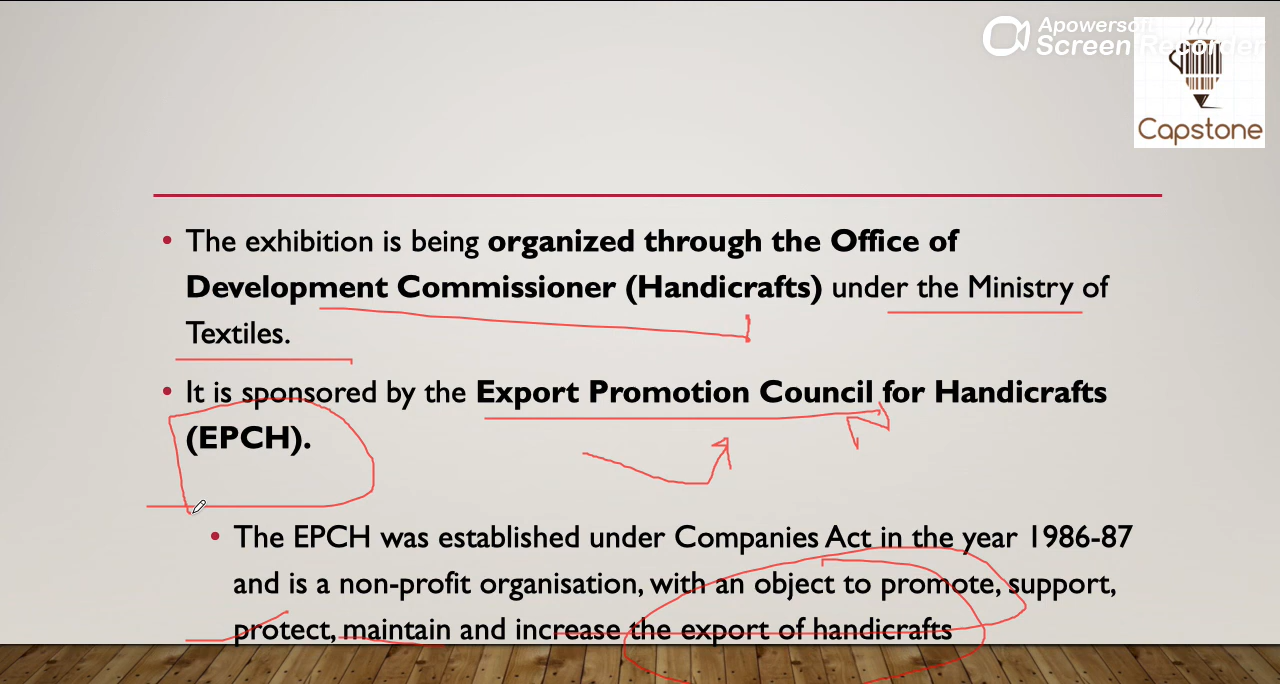 Apowersoft
Screen Recorder
Capstone
• The exhibition is being organized through the Office of
Development Commissioner (Handicrafts) under the Ministry of
Textiles.
• It is sponsored by the Export Promotion Council for Handicrafts
(EPCH).
• The EPCH was established under Companies Act in the year 1986-87
and is a non-profit organisation, with an object to promote, support,
protect, maintain and increase the export of handicrafts